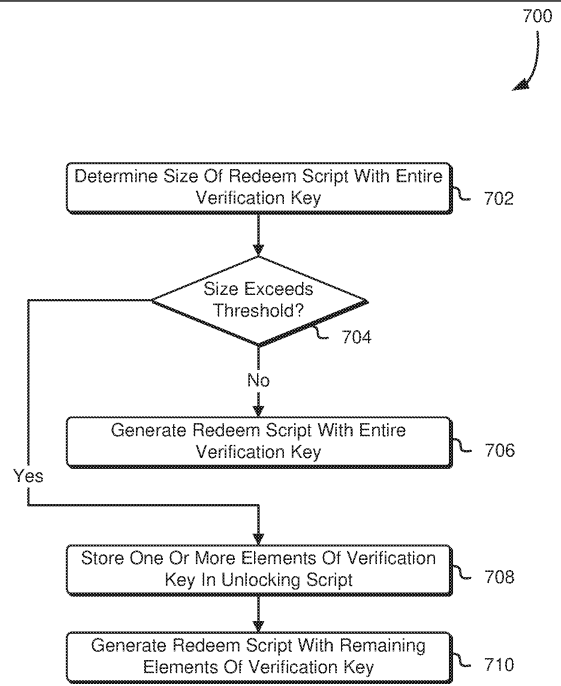 700
Determine Size Of Redeem Script With Entire
Verification Key
702
Size Exceeds
Threshold?
704
No
Generate Redeem Script With Entire
Verification Key
706
Yes
Store One Or More Elements Of Verification
Key In Unlocking Script
708
Generate Redeem Script With Remaining
Elements Of Verification Key
710